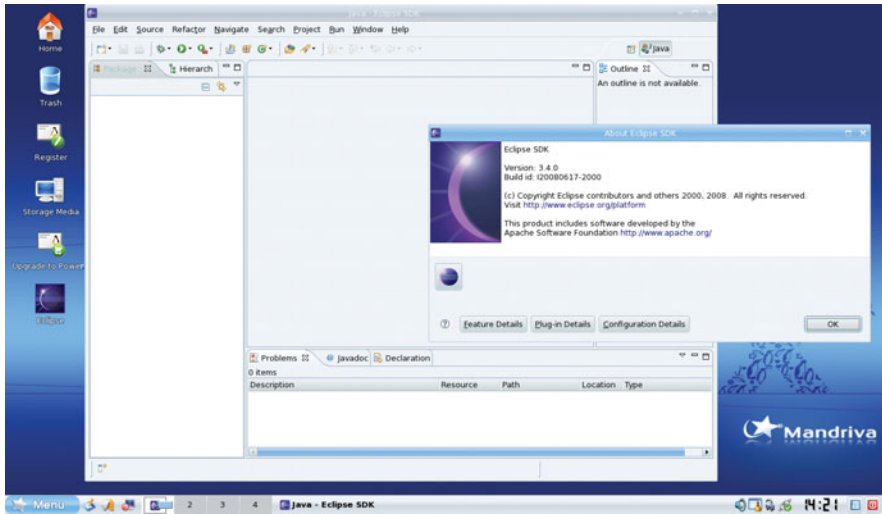 Java - Eclipse SDK
File Edit Source Refactor Navigate Search Project Run Window Help
Java
Package Hierarch
Outline
An outline is not available.
Home
Trash
Register
Storage Media
Upgrade to Power
Eclipse
About Eclipse SDK
Eclipse SDK
Version: 3.4.0
Build id: I20080617-2000
(c) Copyright Eclipse contributors and others 2000, 2008. All rights reserved.
Visit http://www.eclipse.org/platform
This product includes software developed by the
Apache Software Foundation http://www.apache.org/
Feature Details Plug-in Details Configuration Details OK
Problems Javadoc Declaration
0 items
Description Resource Path Location Type
Mandriva
Menu 2 3 4 Java - Eclipse SDK 14:21